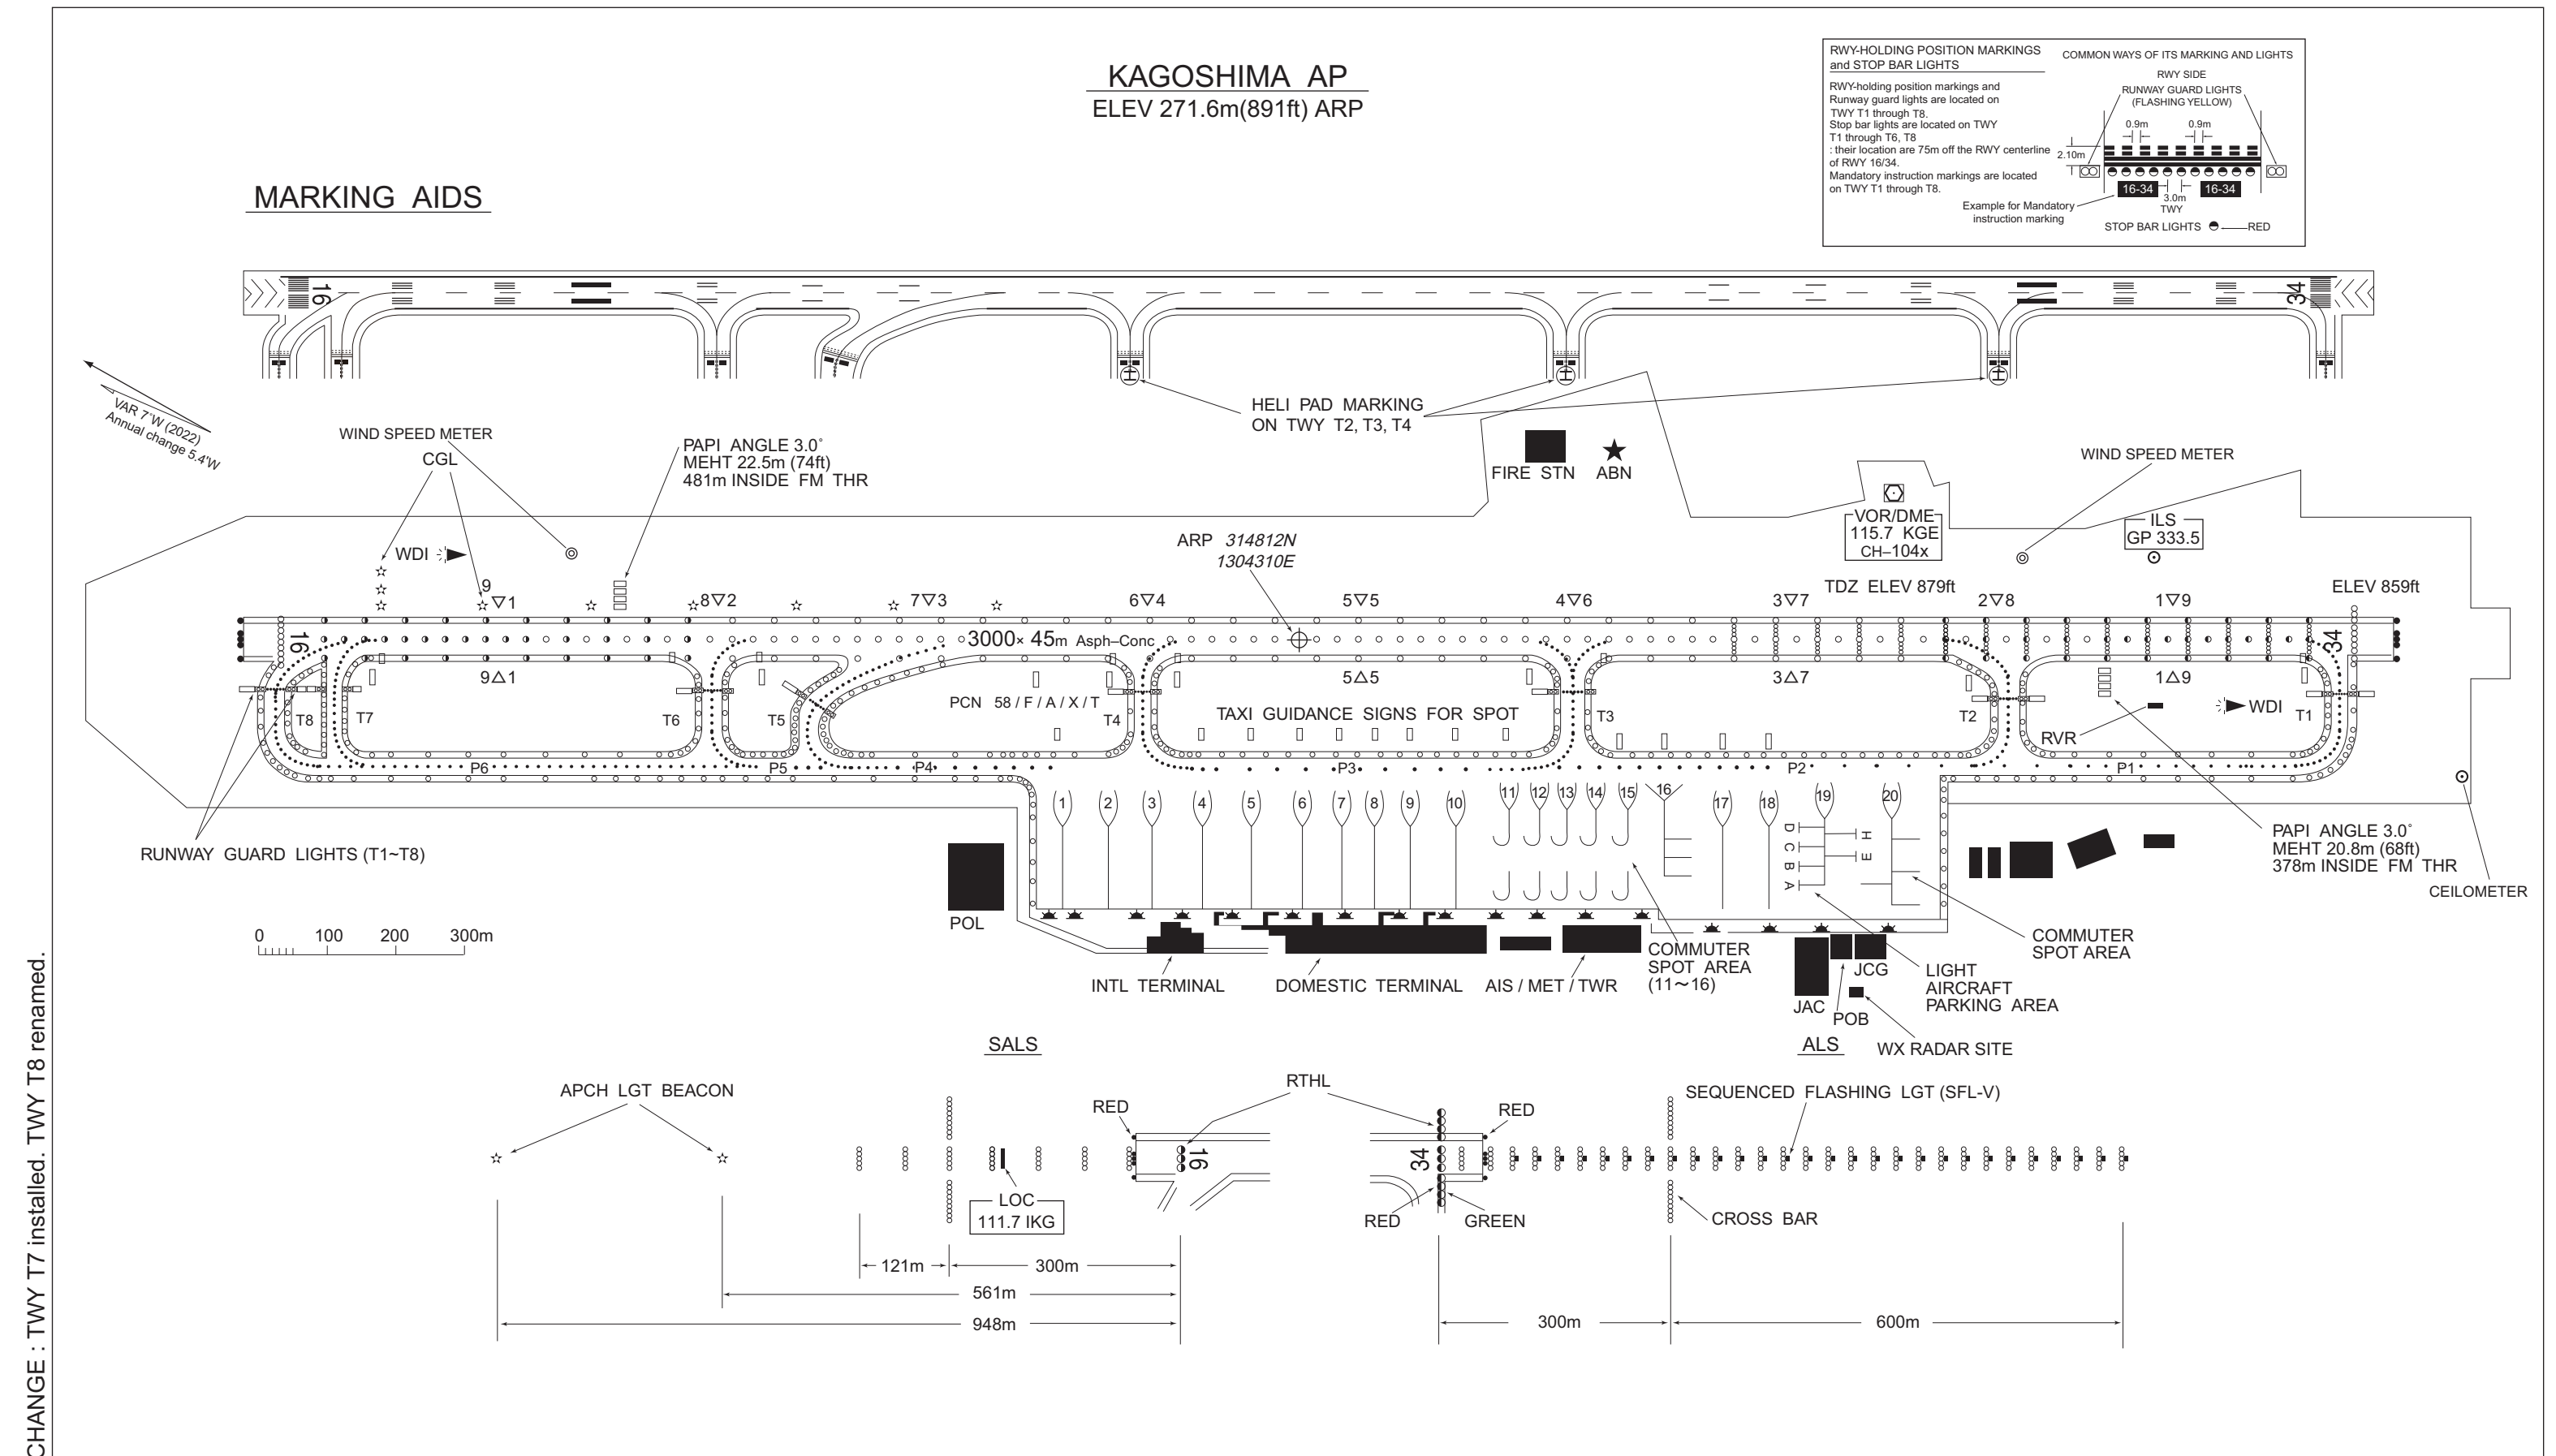 KAGOSHIMA AP
ELEV 271.6m(891ft) ARP
RWY-HOLDING POSITION MARKINGS
and STOP BAR LIGHTS
RWY-holding position markings and
Runway guard lights are located on
TWY T1 through T8.
Stop bar lights are located on TWY
T1 through T6, T8
: their location are 75m off the RWY centerline
of RWY 16/34.
Mandatory instruction markings are located
on TWY T1 through T8.
COMMON WAYS OF ITS MARKING AND LIGHTS
RWY SIDE
RUNWAY GUARD LIGHTS
(FLASHING YELLOW)
0.9m 0.9m
2.10m
16-34 16-34
3.0m
TWY
Example for Mandatory
instruction marking
STOP BAR LIGHTS RED
MARKING AIDS
16 34
HELI PAD MARKING
ON TWY T2, T3, T4
VAR 7°W (2022)
Annual change 5.4'W
WIND SPEED METER
CGL
PAPI ANGLE 3.0°
MEHT 22.5m (74ft)
481m INSIDE FM THR
FIRE STN ABN
WIND SPEED METER
VOR/DME
115.7 KGE
CH–104x
ILS
GP 333.5
WDI
ARP 314812N
1304310E
TDZ ELEV 879ft
ELEV 859ft
9
▽1 8▽2 7▽3 6▽4 5▽5 4▽6 3▽7 2▽8 1▽9
16 3000× 45m Asph–Conc 34
9△1 5△5 3△7 1△9
PCN 58 / F / A / X / T
TAXI GUIDANCE SIGNS FOR SPOT
T8 T7 T6 T5 T4 T3 T2 T1
WDI
RVR
P6 P5 P4 P3 P2 P1
1 2 3 4 5 6 7 8 9 10 11 12 13 14 15 16 17 18 19 20
D C B A H E
RUNWAY GUARD LIGHTS (T1~T8)
PAPI ANGLE 3.0°
MEHT 20.8m (68ft)
378m INSIDE FM THR
CEILOMETER
POL
0 100 200 300m
INTL TERMINAL
DOMESTIC TERMINAL
AIS / MET / TWR
COMMUTER
SPOT AREA
(11〜16)
JAC
POB
JCG
LIGHT
AIRCRAFT
PARKING AREA
COMMUTER
SPOT AREA
WX RADAR SITE
SALS
ALS
APCH LGT BEACON
RED
RTHL
RED
SEQUENCED FLASHING LGT (SFL-V)
16
34
LOC
111.7 IKG
RED
GREEN
CROSS BAR
121m 300m
561m
948m
300m 600m
CHANGE : TWY T7 installed. TWY T8 renamed.